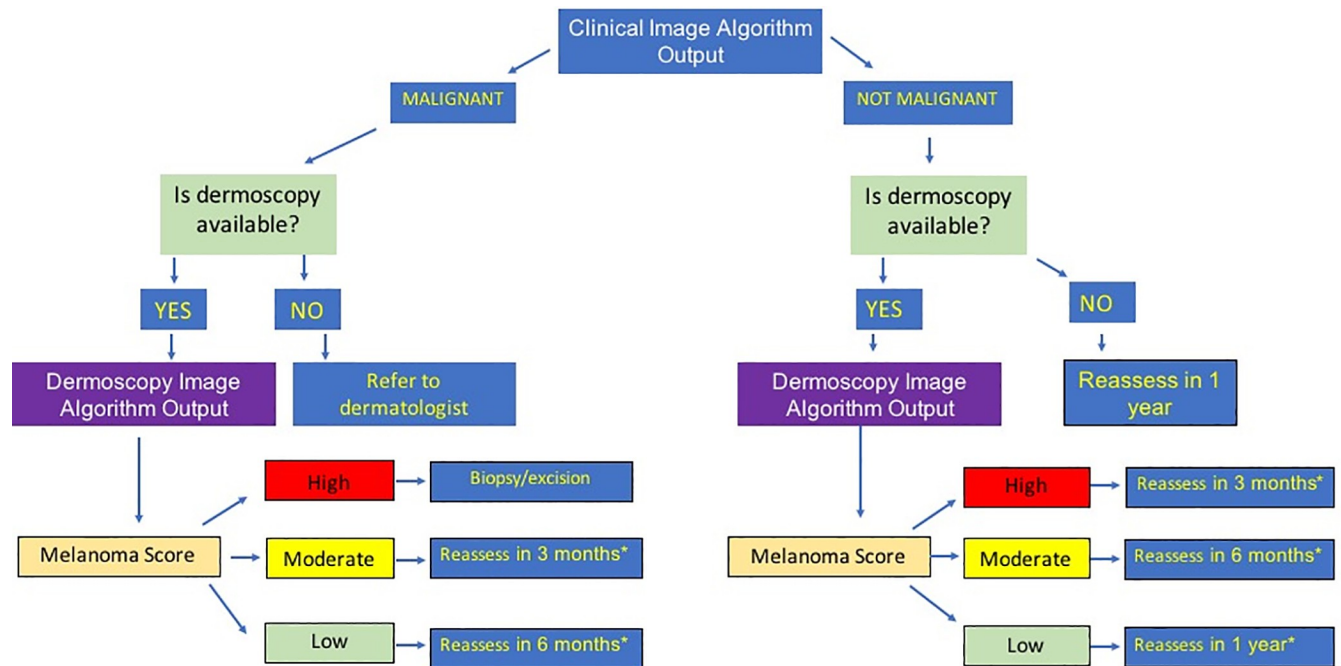 Clinical Image Algorithm
Output
MALIGNANT
NOT MALIGNANT
Is dermoscopy
available?
Is dermoscopy
available?
YES
NO
YES
NO
Dermoscopy Image
Algorithm Output
Refer to
dermatologist
Dermoscopy Image
Algorithm Output
Reassess in 1
year
High
Biopsy/excision
High
Reassess in 3 months*
Melanoma Score
Moderate
Reassess in 3 months*
Melanoma Score
Moderate
Reassess in 6 months*
Low
Reassess in 6 months*
Low
Reassess in 1 year*